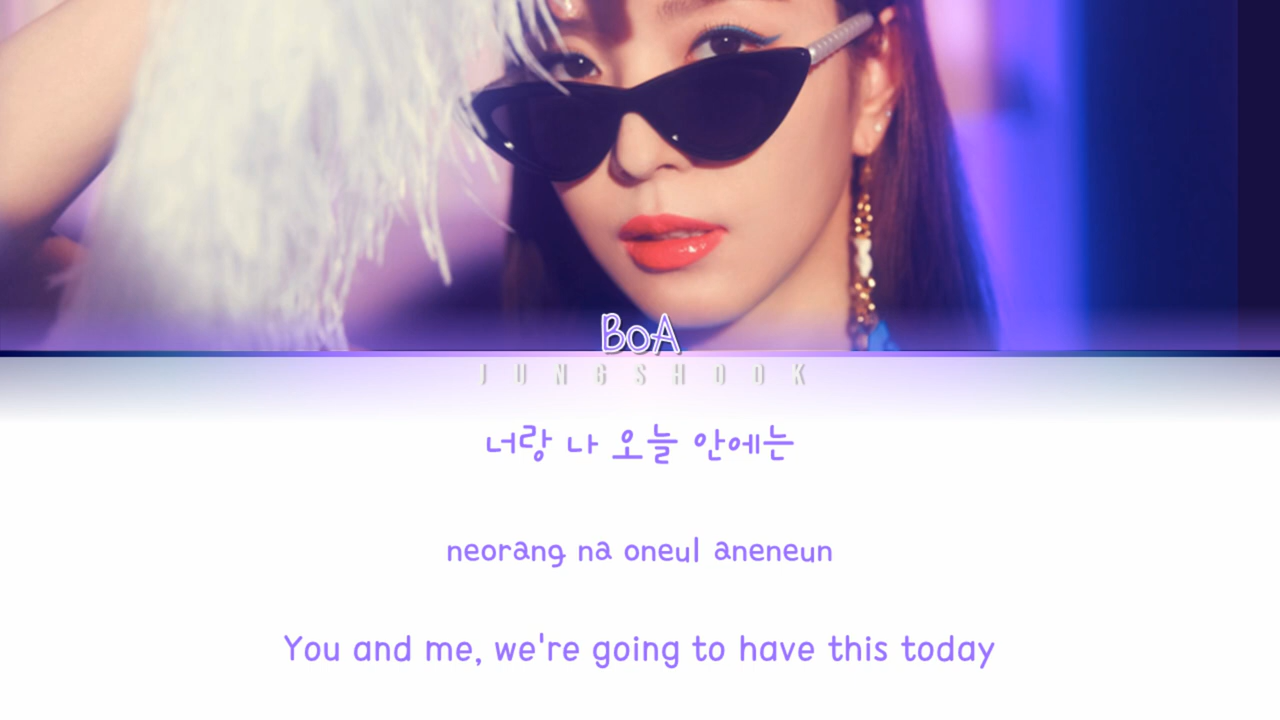 BoA
JUNGSHOOK
너랑 나 오늘 안에는
neorang na oneul aneneun
You and me, we're going to have this today